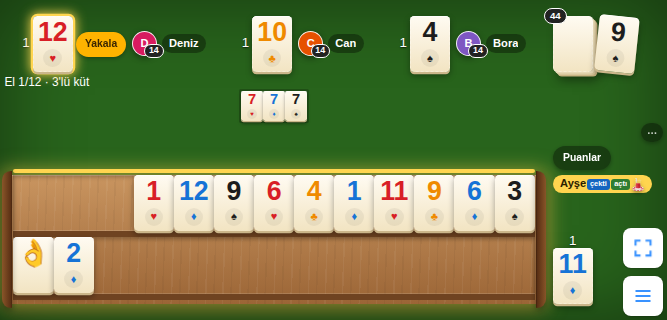 44
1 12 Yakala D 14 Deniz 1 10 C 14 Can 1 4 B 14 Bora 9
El 1/12 · 3'lü küt
7 7 7
...
Puanlar
Ayşe çekti açtı
1 12 9 6 4 1 11 9 6 3
2
1
11